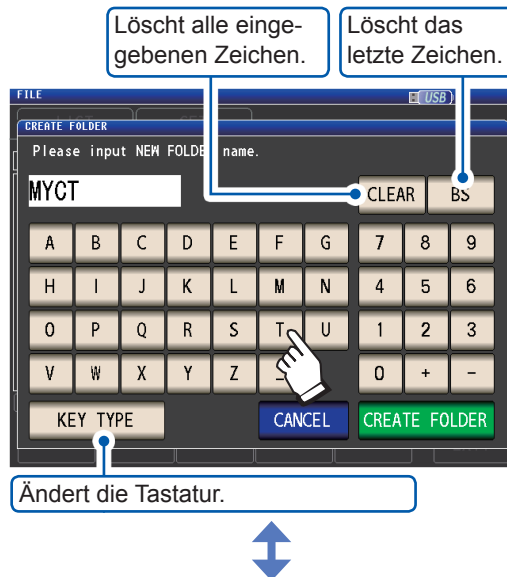 Löscht alle einge-
gebenen Zeichen.
Löscht das
letzte Zeichen.
FILE
USB
CREATE FOLDER
Please input NEW FOLDE name.
MYCT
CLEAR BS
A B C D E F G 7 8 9
H I J K L M N 4 5 6
O P Q R S T U 1 2 3
V W X Y Z 0 + -
KEY TYPE CANCEL CREATE FOLDER
Ändert die Tastatur.